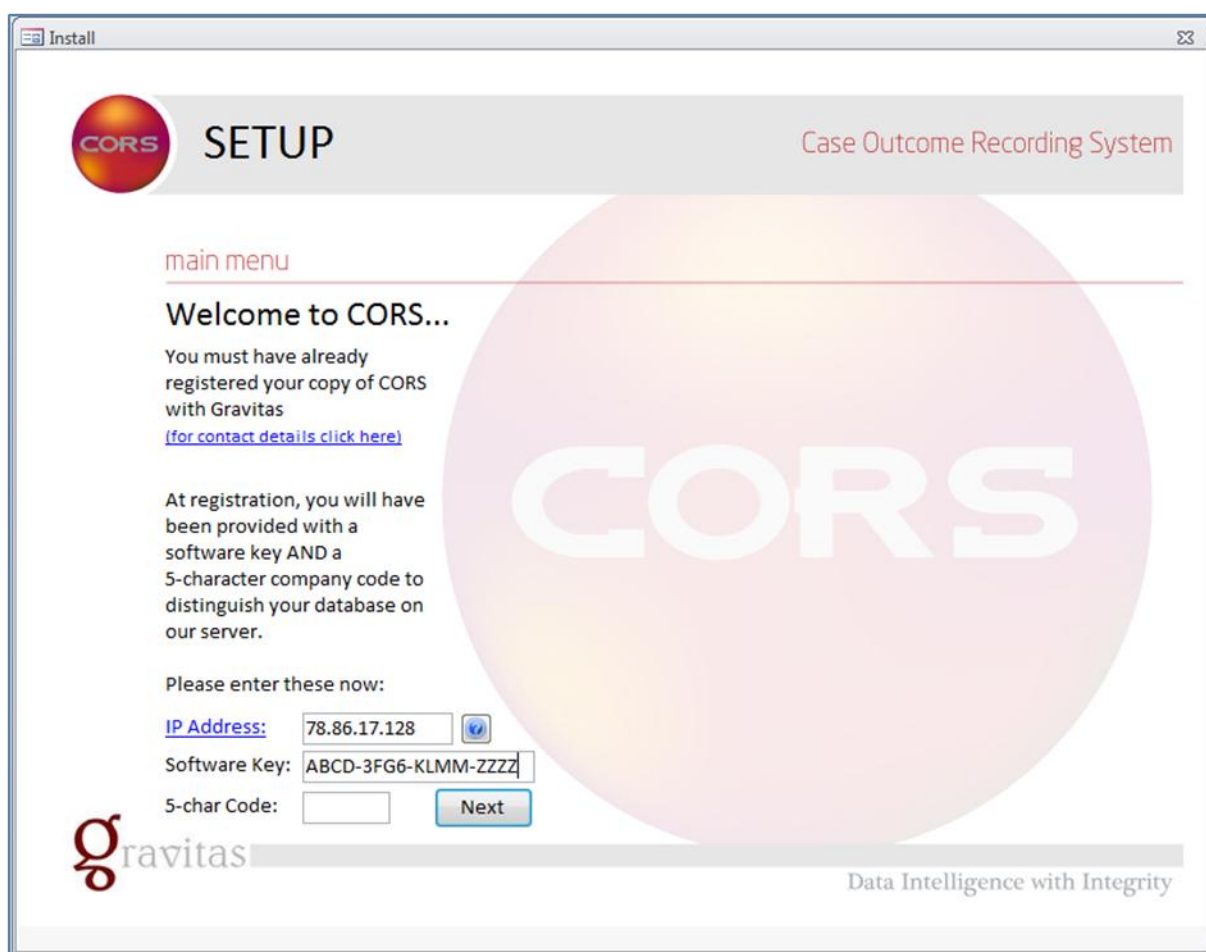 Install
CORS
SETUP
Case Outcome Recording System
main menu
Welcome to CORS...
You must have already
registered your copy of CORS
with Gravitas
(for contact details click here)
At registration, you will have
been provided with a
software key AND a
5-character company code to
distinguish your database on
our server.
CORS
Please enter these now:
IP Address: 78.86.17.128 ?
Software Key: ABCD-3FG6-KLMM-ZZZZ
5-char Code: Next
gravitas
Data Intelligence with Integrity